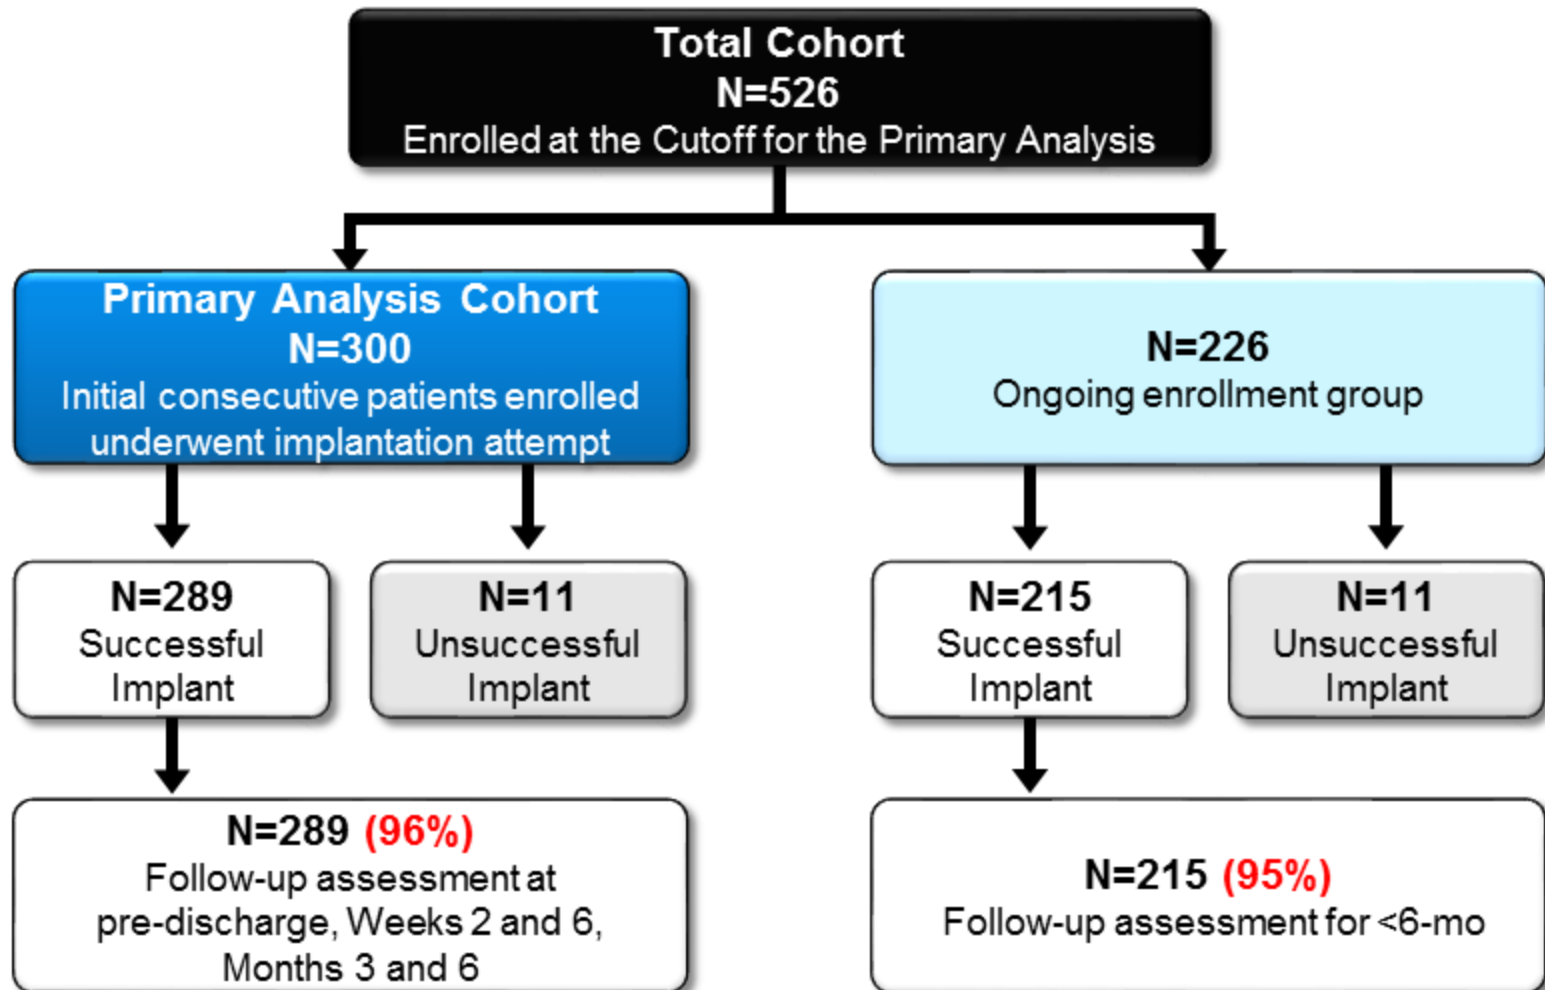 Total Cohort
N=526
Enrolled at the Cutoff for the Primary Analysis
Primary Analysis Cohort
N=300
Initial consecutive patients enrolled
underwent implantation attempt
N=226
Ongoing enrollment group
N=289
Successful
Implant
N=11
Unsuccessful
Implant
N=215
Successful
Implant
N=11
Unsuccessful
Implant
N=289 (96%)
Follow-up assessment at
pre-discharge, Weeks 2 and 6,
Months 3 and 6
N=215 (95%)
Follow-up assessment for <6-mo